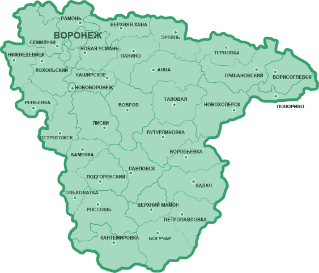 РАМОНЬ
ВЕРХНЯЯ ХАВА
ВОРОНЕЖ
ЭРТИЛЬ
СЕМИЛУКИ
НОВАЯ УСМАНЬ
ПАНИНО
ТЕРНОВКА
НИЖНЕДЕВИЦК
ХОХОЛЬСКИЙ
КАШИРСКОЕ
АННА
ГРИБАНОВСКИЙ
БОРИСОГЛЕБСК
НОВОВОРОНЕЖ
РЕПЬЕВКА
БОБРОВ
ТАЛОВАЯ
НОВОХОПЕРСК
ПОВОРИНО
ЛИСКИ
ОСТРОГОЖСК
БУТУРЛИНОВКА
КАМЕНКА
ВОРОБЬЕВКА
ПАВЛОВСК
ПОДГОРЕНСКИЙ
КАЛАЧ
ОЛЬХОВАТКА
РОССОШЬ
ВЕРХНИЙ МАМОН
ПЕТРОПАВЛОВКА
КАНТЕМИРОВКА
БОГУЧАР